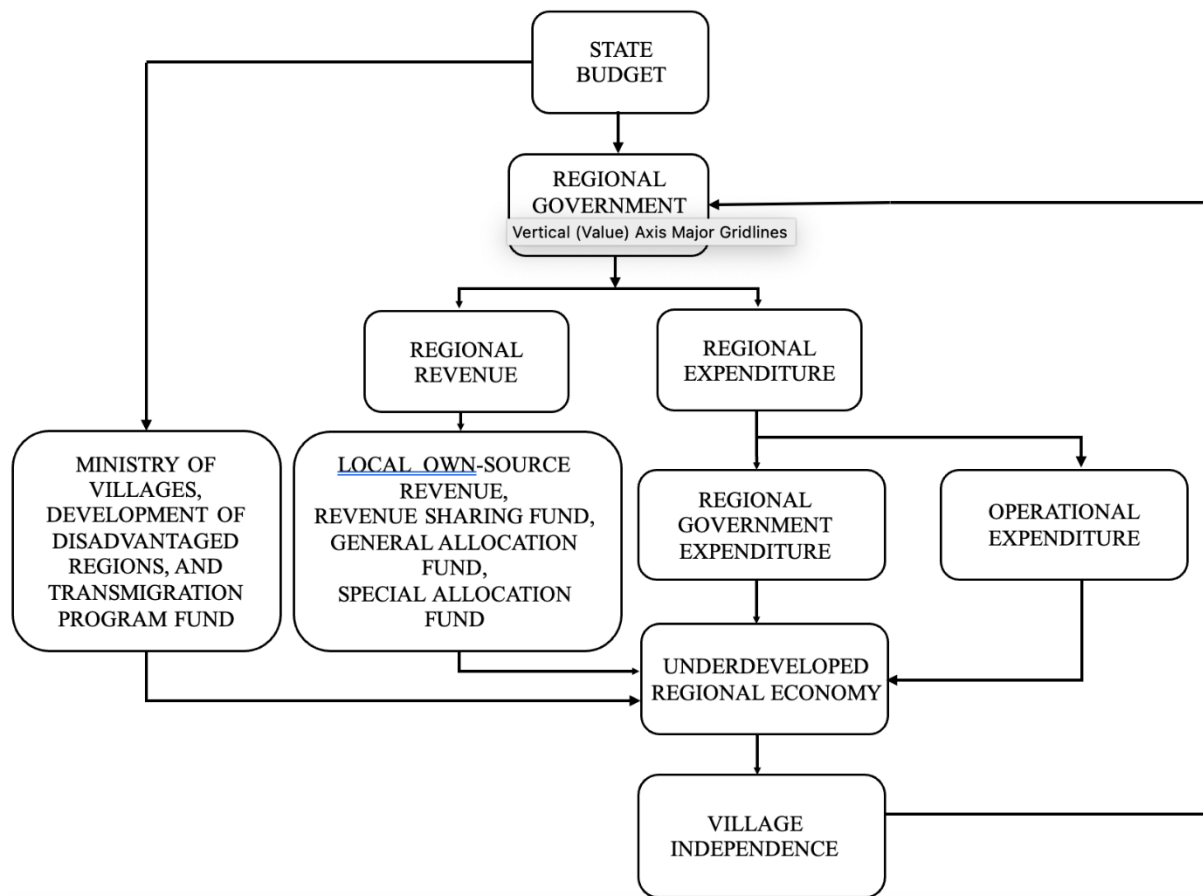 STATE
BUDGET
REGIONAL
GOVERNMENT
Vertical (Value) Axis Major Gridlines
REGIONAL
REVENUE
REGIONAL
EXPENDITURE
MINISTRY OF
VILLAGES,
DEVELOPMENT OF
DISADVANTAGED
REGIONS, AND
TRANSMIGRATION
PROGRAM FUND
LOCAL OWN-SOURCE
REVENUE,
REVENUE SHARING FUND,
GENERAL ALLOCATION
FUND,
SPECIAL ALLOCATION
FUND
REGIONAL
GOVERNMENT
EXPENDITURE
OPERATIONAL
EXPENDITURE
UNDERDEVELOPED
REGIONAL ECONOMY
VILLAGE
INDEPENDENCE